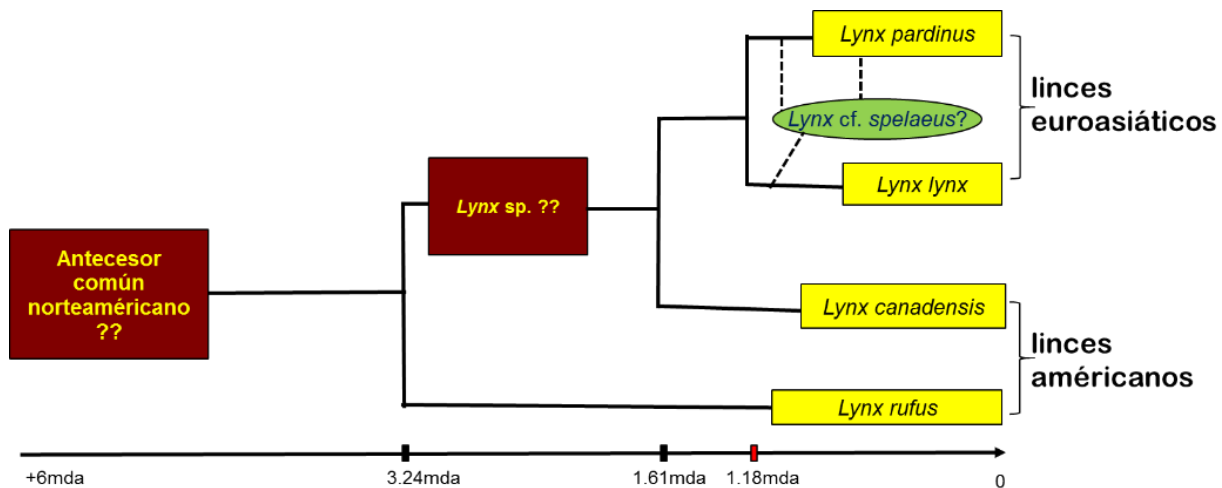 Lynx pardinus
linces
euroasiáticos
Lynx cf. spelaeus?
Lynx lynx
Lynx sp. ??
Antecesor
común
norteaméricano
??
Lynx canadensis
linces
américanos
Lynx rufus
+6mda
3.24mda
1.61mda
1.18mda
0